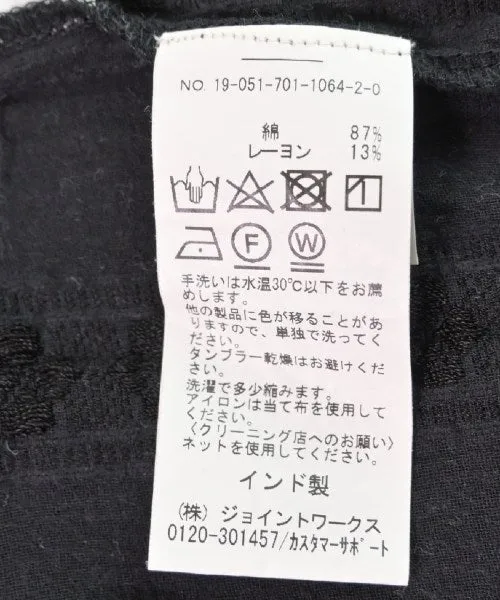 NO. 19-051-701-1064-2-0
綿 87%
レーヨン 13%
1
F W
手洗いは水温30℃以下をお薦
めします。
他の製品に色が移ることがあ
りますので、単独で洗ってく
ださい。
タンブラー乾燥はお避けくだ
さい。
洗濯で多少縮みます。
アイロンは当て布を使用して
ください。
〈クリーニング店へのお願い〉
ネットを使用してください。
インド製
(株) ジョイントワークス
0120-301457/カスタマーサポート